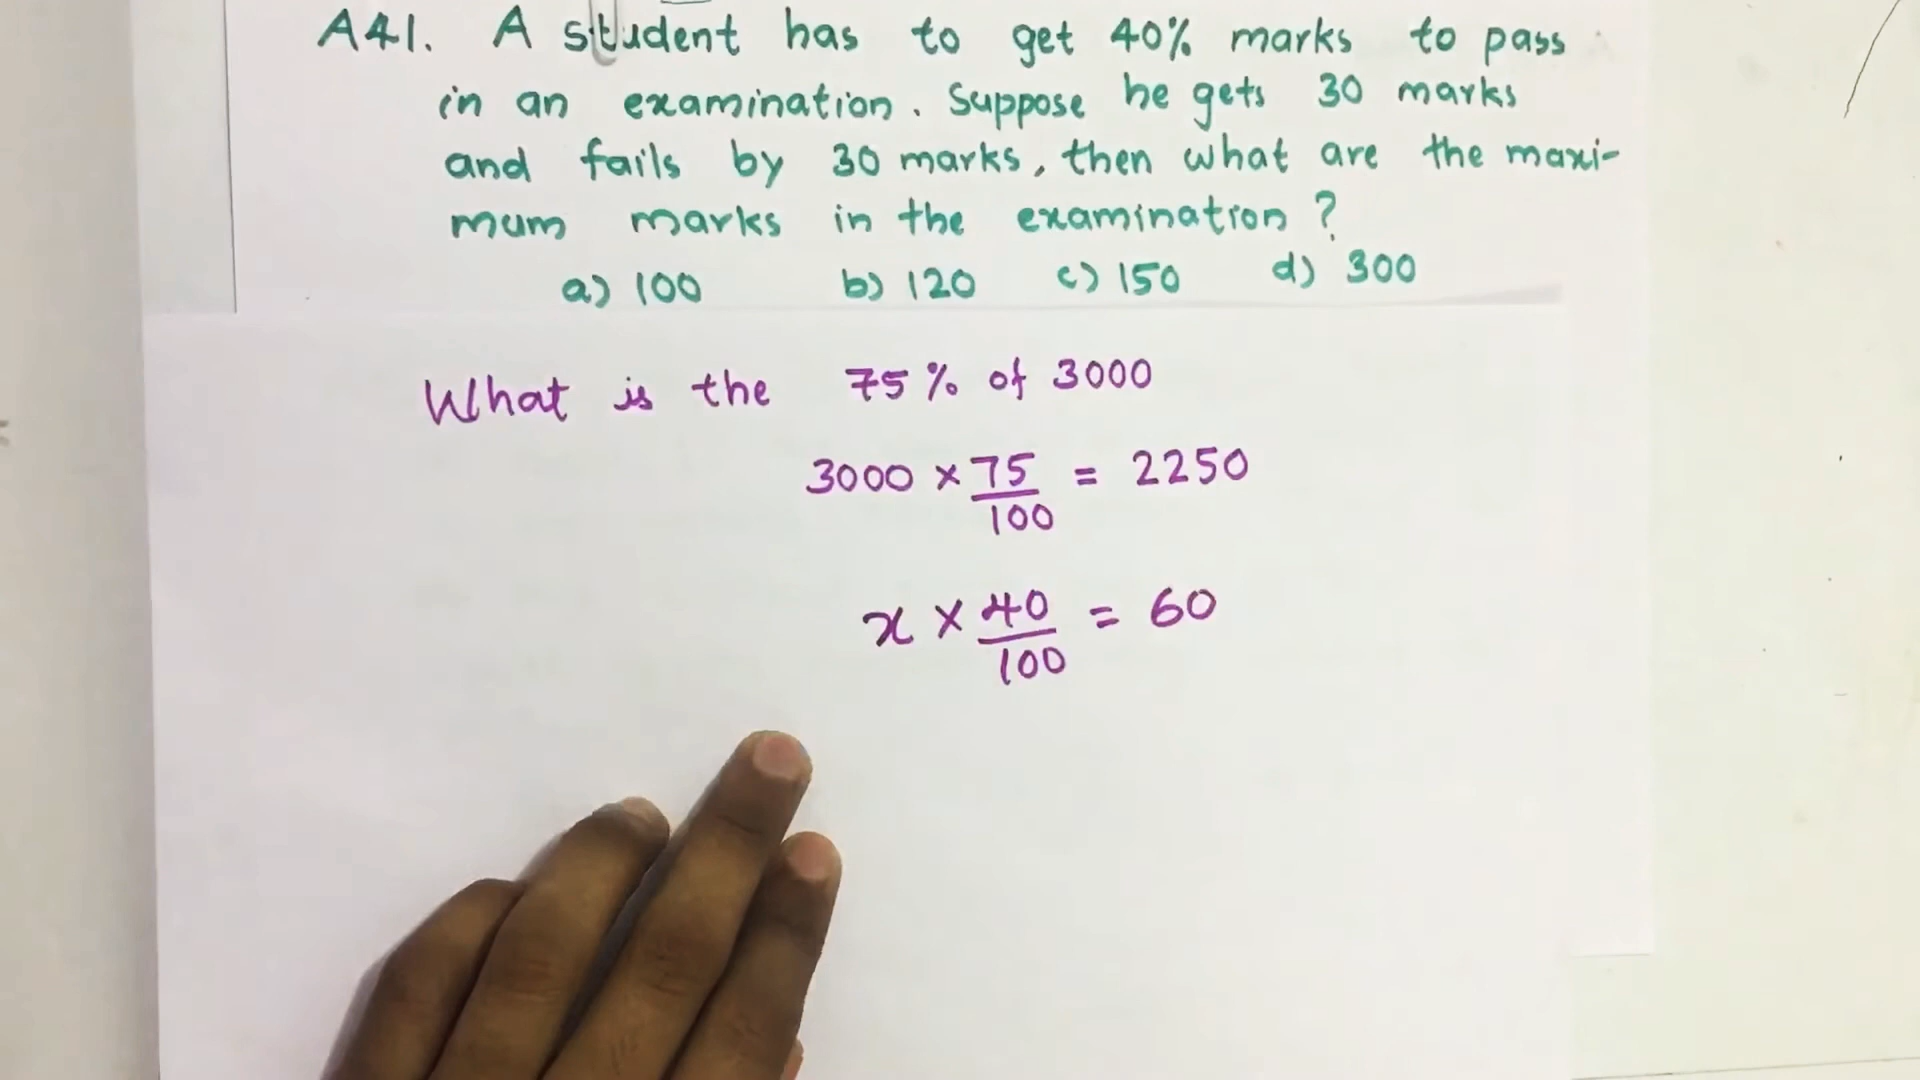 A41. A student has to get 40% marks to pass
in an examination. Suppose he gets 30 marks
and fails by 30 marks, then what are the maxi-
mum marks in the examination?
a) 100 b) 120 c) 150 d) 300
What is the 75% of 3000
3000 × 75/100 = 2250
x × 40/100 = 60